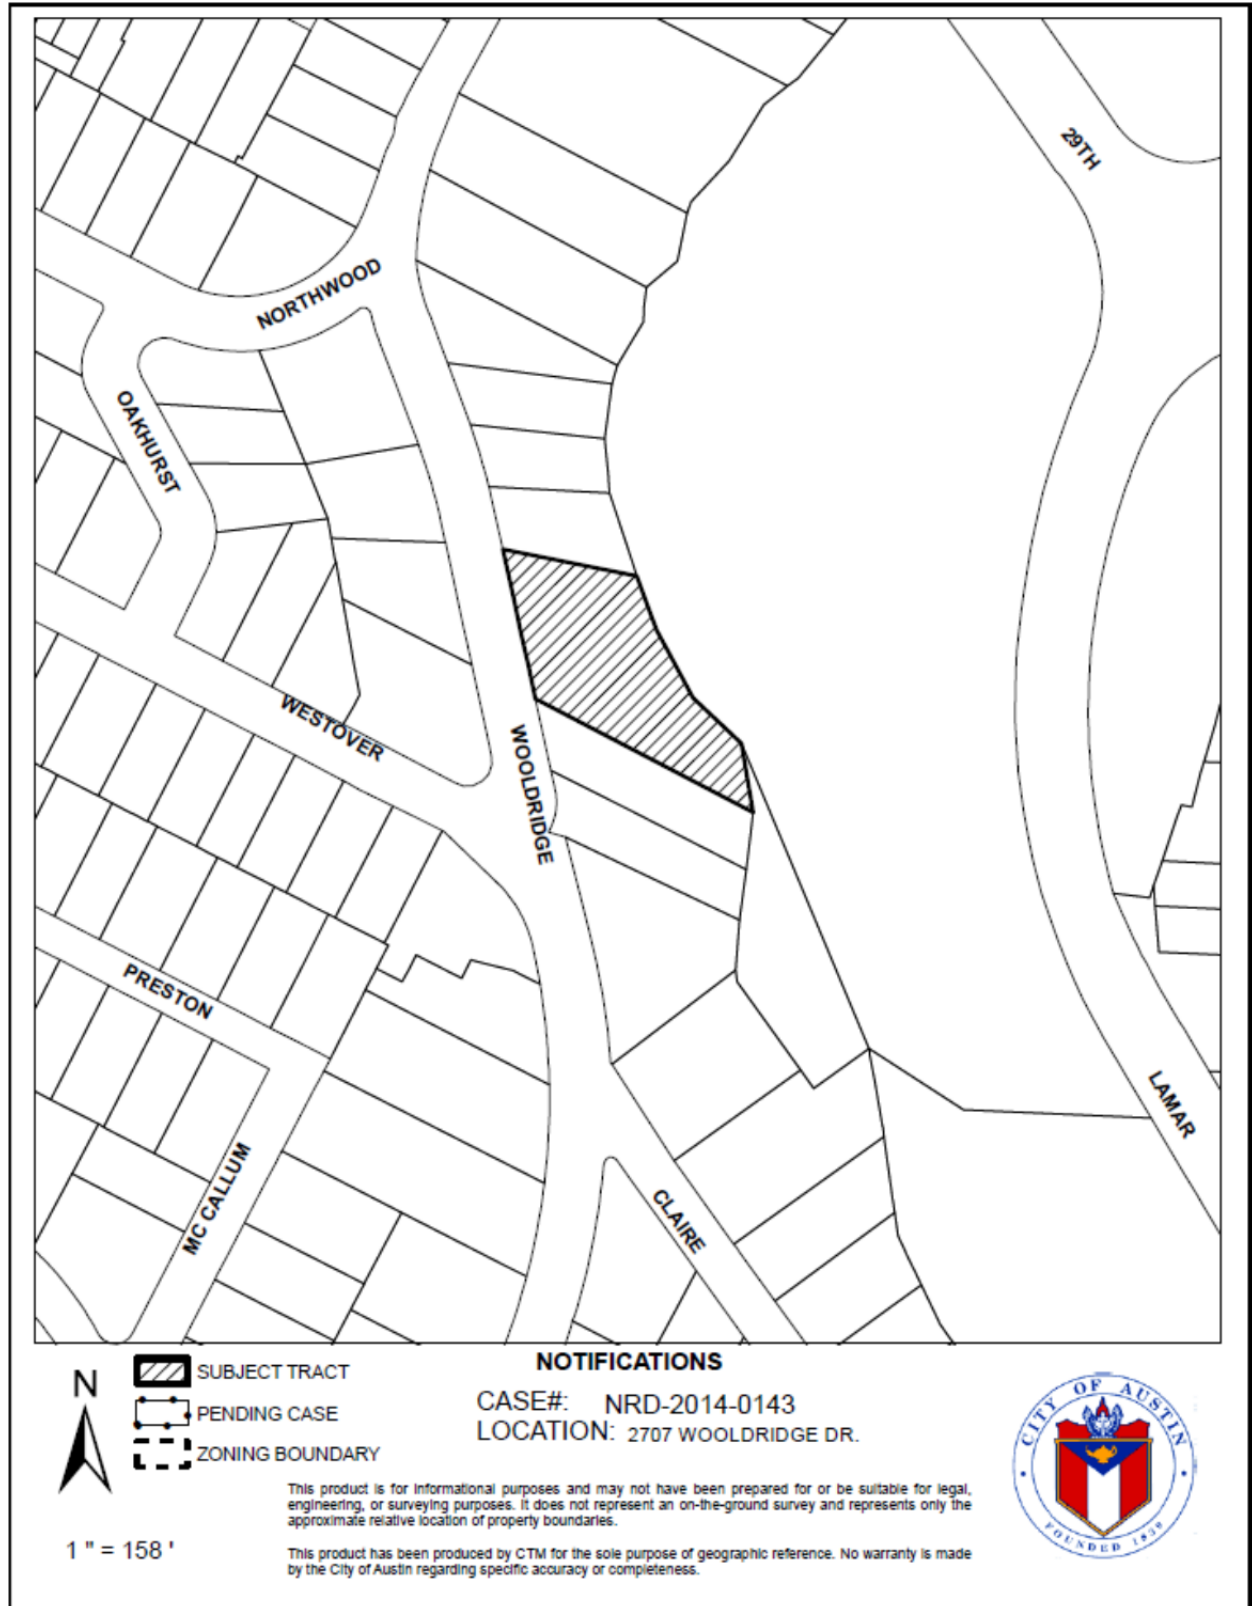 29TH
NORTHWOOD
OAKHURST
WESTOVER
WOOLDRIDGE
PRESTON
MC CALLUM
CLAIRE
LAMAR
N
SUBJECT TRACT
PENDING CASE
ZONING BOUNDARY
1 " = 158 '
NOTIFICATIONS
CASE#: NRD-2014-0143
LOCATION: 2707 WOOLDRIDGE DR.
This product is for informational purposes and may not have been prepared for or be suitable for legal,
engineering, or surveying purposes. It does not represent an on-the-ground survey and represents only the
approximate relative location of property boundaries.
This product has been produced by CTM for the sole purpose of geographic reference. No warranty is made
by the City of Austin regarding specific accuracy or completeness.
CITY OF AUSTIN
FOUNDED 1839